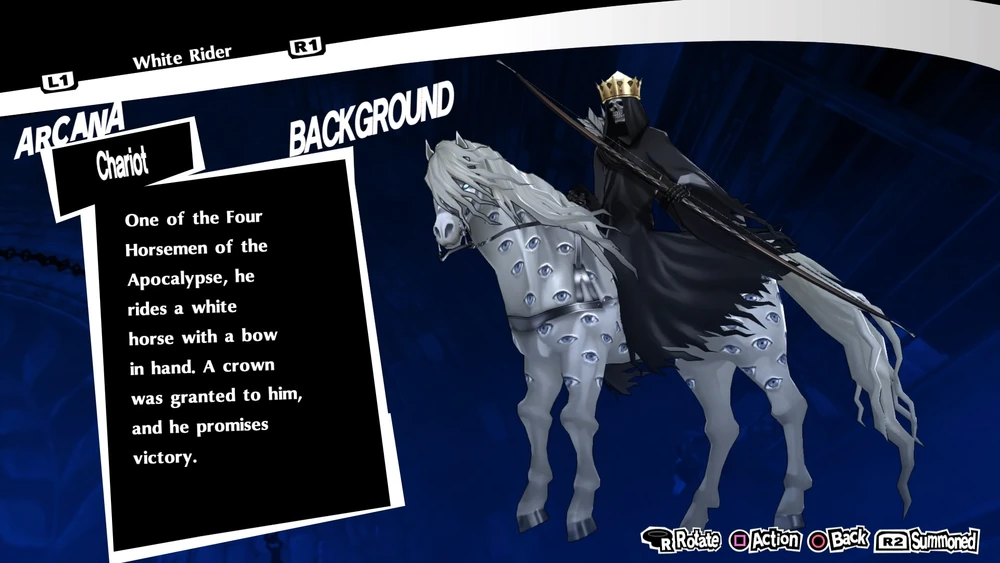 L1
White Rider
R1
ARCANA
Chariot
BACKGROUND
One of the Four
Horsemen of the
Apocalypse, he
rides a white
horse with a bow
in hand. A crown
was granted to him,
and he promises
victory.
R Rotate Action Back R2 Summoned